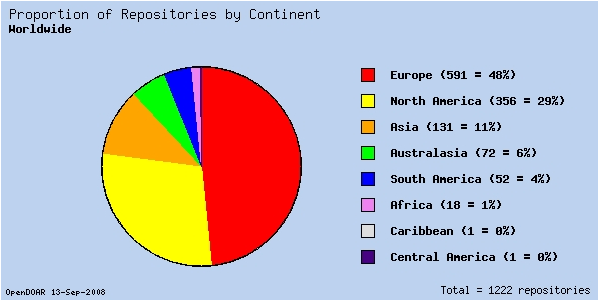 Proportion of Repositories by Continent
Worldwide
Europe (591 = 48%)
North America (356 = 29%)
Asia (131 = 11%)
Australasia (72 = 6%)
South America (52 = 4%)
Africa (18 = 1%)
Caribbean (1 = 0%)
Central America (1 = 0%)
OpenDOAR 13-Sep-2008
Total = 1222 repositories